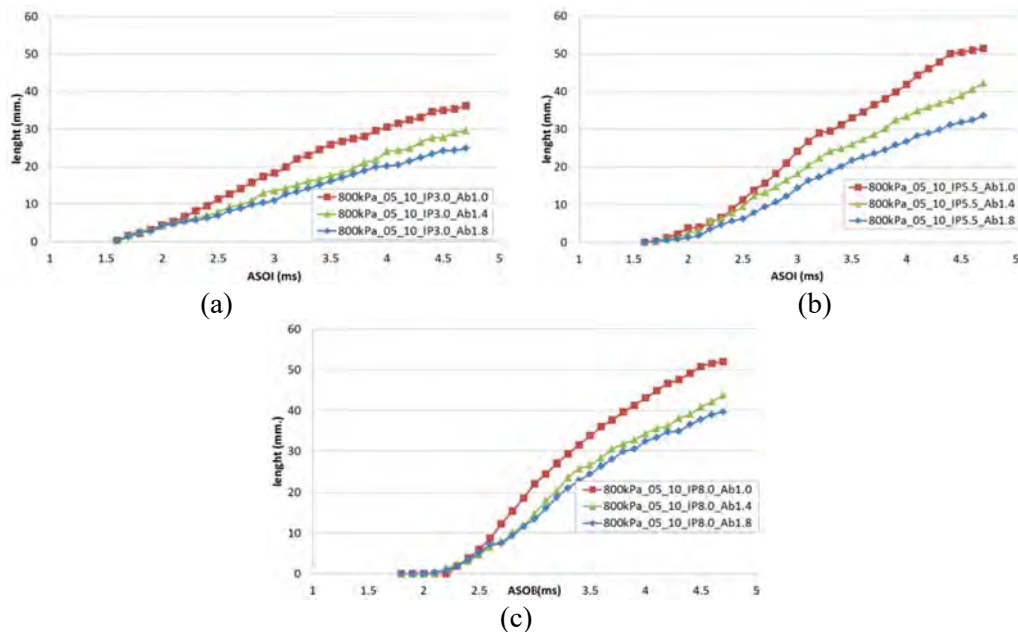 60
50
40
30
20
10
0
lenght (mm.)
800kPa_05_10_IP3.0_Ab1.0
800kPa_05_10_IP3.0_Ab1.4
800kPa_05_10_IP3.0_Ab1.8
1 1.5 2 2.5 3 3.5 4 4.5 5
ASOI (ms)
(a)
60
50
40
30
20
10
0
lenght (mm.)
800kPa_05_10_IP5.5_Ab1.0
800kPa_05_10_IP5.5_Ab1.4
800kPa_05_10_IP5.5_Ab1.8
1 1.5 2 2.5 3 3.5 4 4.5 5
ASOI (ms)
(b)
60
50
40
30
20
10
0
lenght (mm.)
800kPa_05_10_IP8.0_Ab1.0
800kPa_05_10_IP8.0_Ab1.4
800kPa_05_10_IP8.0_Ab1.8
1 1.5 2 2.5 3.5 4 4.5 5
(c)